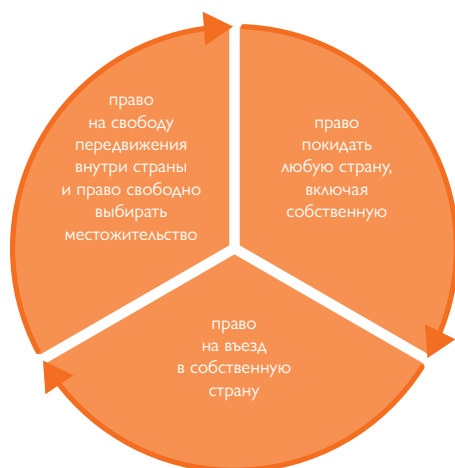 право
на свободу
передвижения
внутри страны
и право свободно
выбирать
местожительство
право
покидать
любую страну,
включая
собственную
право
на въезд
в собственную
страну